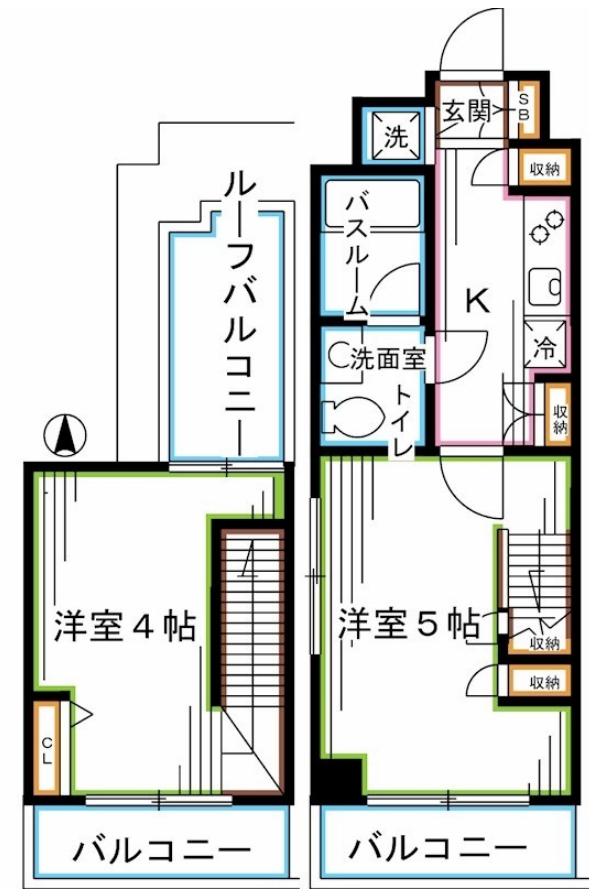 ルーフバルコニー
洋室4帖
CL
バルコニー
玄関
SB
洗
収納
バスルーム
K
冷
洗面室
トイレ
収納
洋室5帖
収納
収納
バルコニー